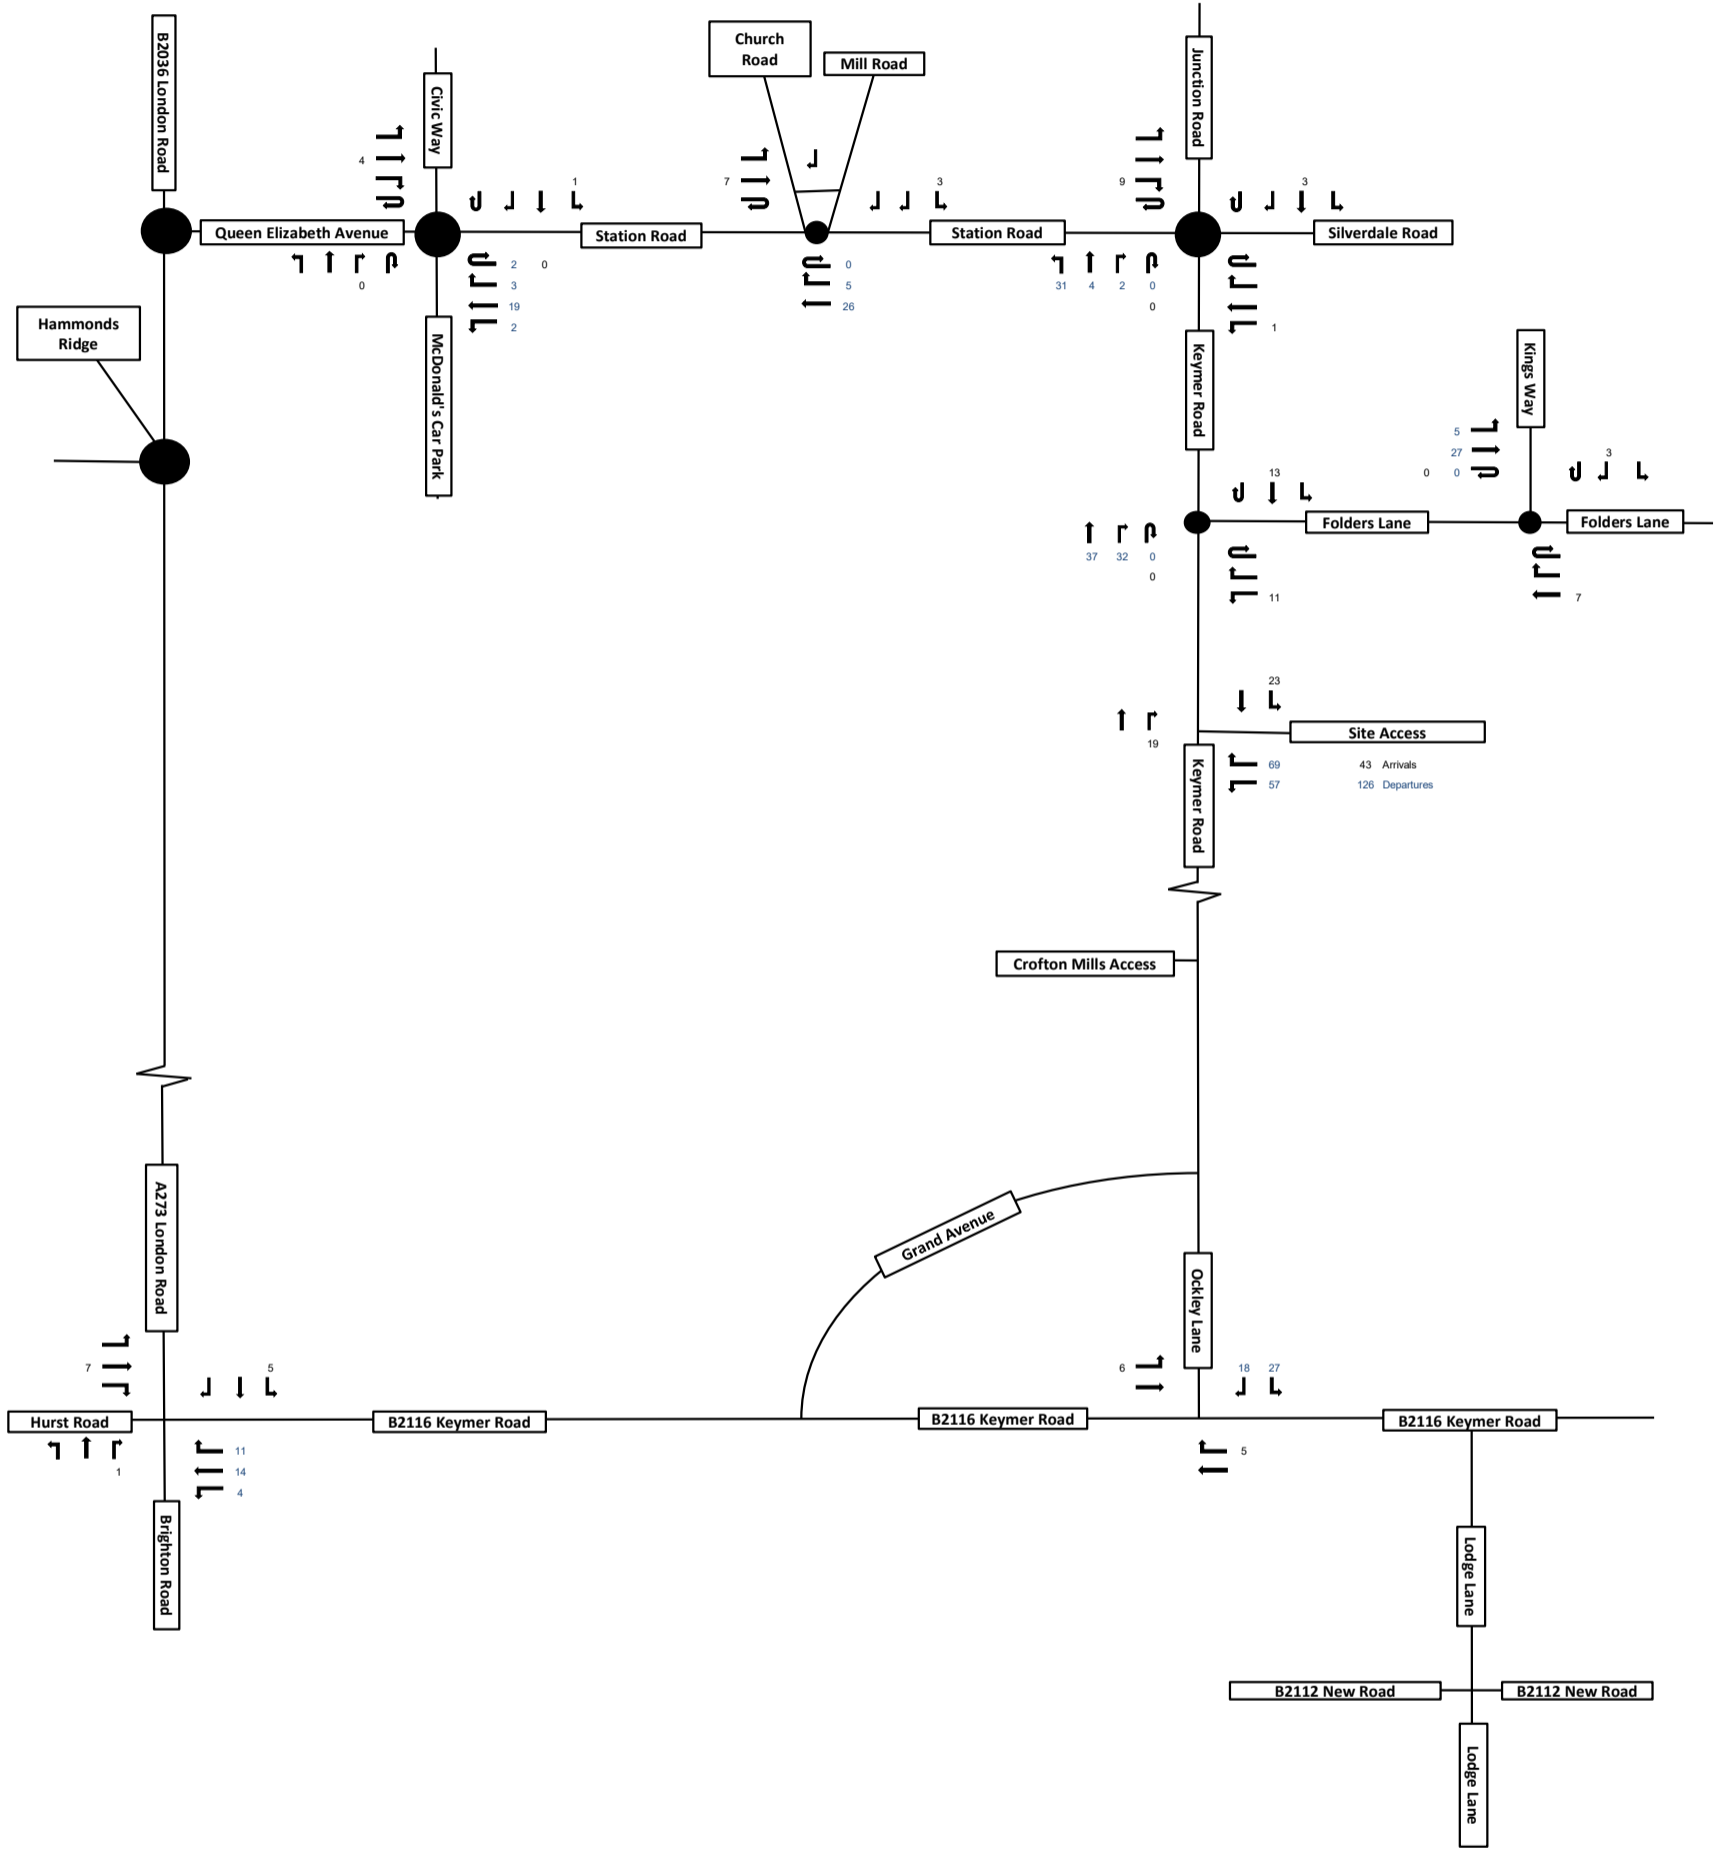 B2036 London Road
Civic Way
Church
Road
Mill Road
Junction Road
4
1
7
3
9
3
Queen Elizabeth Avenue
Station Road
Station Road
Silverdale Road
0
2 0
3
19
2
0
5
26
31 4 2 0
0
1
Hammonds
Ridge
McDonald's Car Park
Keymer Road
Kings Way
5
27
0 0
3
13
Folders Lane
Folders Lane
37 32 0
0
11
7
23
19
Site Access
69
57
43 Arrivals
126 Departures
Keymer Road
Crofton Mills Access
A273 London Road
Grand Avenue
Ockley Lane
7
5
6
18 27
Hurst Road
B2116 Keymer Road
B2116 Keymer Road
B2116 Keymer Road
1
11
14
4
5
Brighton Road
Lodge Lane
B2112 New Road
B2112 New Road
Lodge Lane